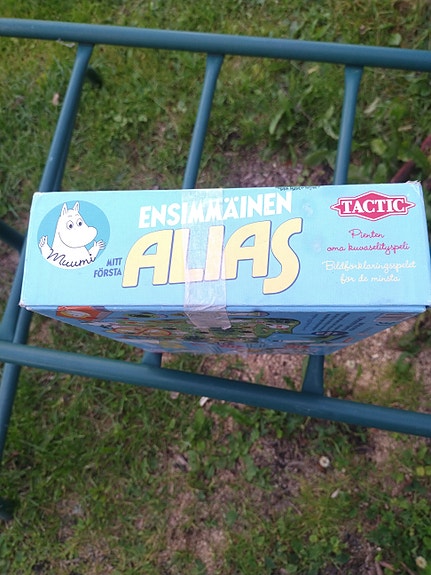 Muumi
ENSIMMÄINEN
MITT
FÖRSTA
ALIAS
TACTIC
Pienten
oma kuvaselityspeli
Bildförklaringsspelet
för de minsta